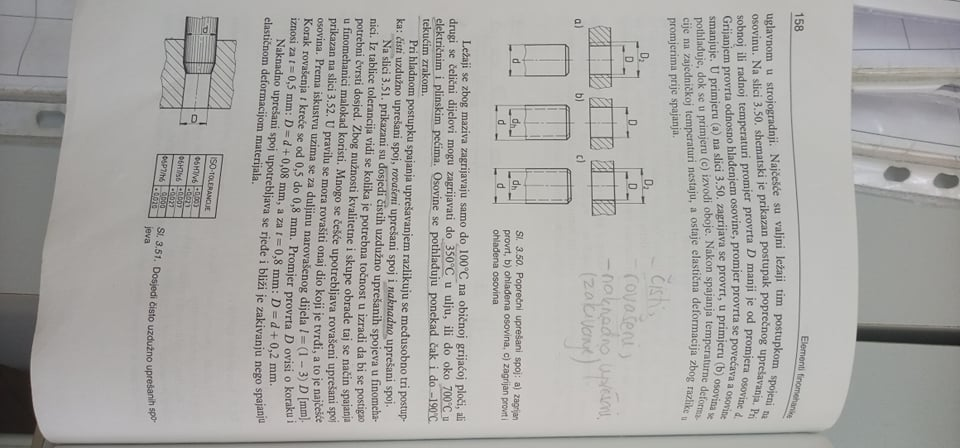 158
Elementi finomehanike
uglavnom u strojogradnji. Najčešće su valjni ležaji tim postupkom spojeni na
osovinu. Na slici 3.50. shematski je prikazan postupak poprečnog uprešavanja. Pri
sobnoj ili radnoj temperaturi promjer provrta D manji je od promjera osovine d.
Grijanjem provrta odnosno hlađenjem osovine, promjer provrta se povećava a osovine
smanjuje. U primjeru (a) na slici 3.50. zagrijava se provrt, u primjeru (b) osovina se
pothlađuje, dok se u primjeru (c) izvodi oboje. Nakon spajanja temperaturne deforma-
cije na zajedničkoj temperaturi nestaju, a ostaje elastična deformacija zbog razlike u
promjerima prije spajanja.
a)
b)
c)
D₂
D
D
D
D₂
d
dₕ
d
dₕ
d
- čisti,
- rovašeni,
- naknadno uprešani,
(zakivane)
Sl. 3.50. Poprečni uprešani spoj: a) zagrijan
provrt, b) ohlađena osovina, c) zagrijan provrt i
ohlađena osovina
Ležaji se zbog maziva zagrijavaju samo do 100°C na običnoj grijaćoj ploči, ali
drugi se čelični dijelovi mogu zagrijavati do 350°C u ulju, ili do oko 700°C u
električnim i plinskim pećima. Osovine se pothlađuju ponekad čak i do –190°C
tekućim zrakom.
Pri hladnom postupku spajanja uprešavanjem razlikuju se međusobno tri postup-
ka: čisti uzdužno uprešani spoj, rovašeni uprešani spoj i naknadno uprešani spoj.
Na slici 3.51. prikazani su dosjedi čistih uzdužno uprešanih spojeva u finomeha-
nici. Iz tablice tolerancija vidi se kolika je potrebna točnost u izradi da bi se postigao
potrebni čvrsti dosjed. Zbog nužnosti kvalitetne i skupe obrade taj se način spajanja
u finomehanici malokad koristi. Mnogo se češće upotrebljava rovašeni uprešani spoj
prikazan na slici 3.52. U pravilu se mora rovašiti onaj dio koji je tvrđi, a to je najčešće
osovina. Prema iskustvu uzima se za duljinu narovašenog dijela l = (1 – 3) D [mm].
Korak rovašenja t kreće se od 0,5 do 0,8 mm. Promjer provrta D ovisi o koraku i
iznosi za t = 0,5 mm: D = d + 0,08 mm, a za t = 0,8 mm: D = d + 0,2 mm.
Naknadno uprešani spoj upotrebljava se rjeđe i bliži je zakivanju nego spajanju
elastičnom deformacijom materijala.
D
ISO-TOLERANCIJE
Sl. 3.51. Dosjedi čisto uzdužno uprešanih spo-
jeva